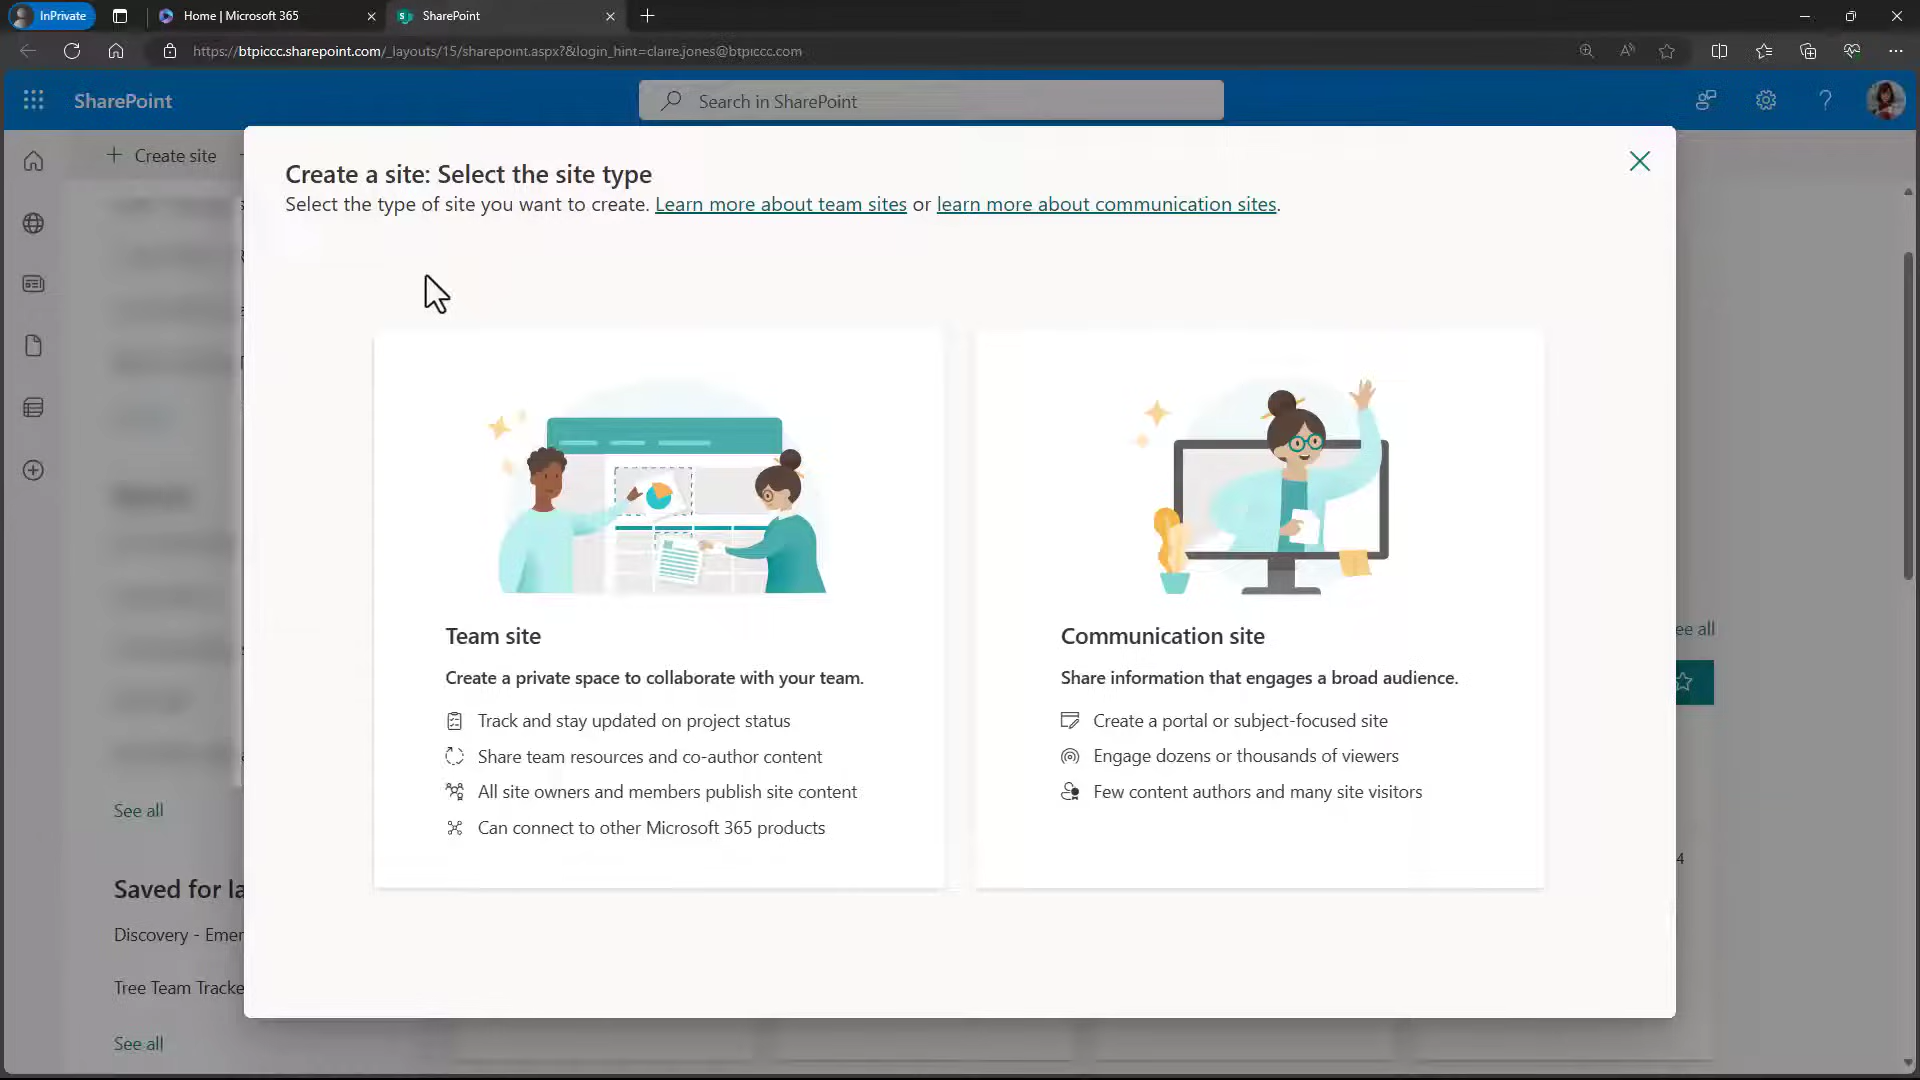 InPrivate
Home | Microsoft 365
SharePoint
https://btpiccc.sharepoint.com/_layouts/15/sharepoint.aspx?&login_hint=claire.jones@btpiccc.com
SharePoint
Search in SharePoint
Create site
Create a site: Select the site type
Select the type of site you want to create. Learn more about team sites or learn more about communication sites.
Team site
Create a private space to collaborate with your team.
Track and stay updated on project status
Share team resources and co-author content
All site owners and members publish site content
Can connect to other Microsoft 365 products
Communication site
Share information that engages a broad audience.
Create a portal or subject-focused site
Engage dozens or thousands of viewers
Few content authors and many site visitors
ee all
4
See all
Saved for la
Discovery - Emer
Tree Team Tracke
See all